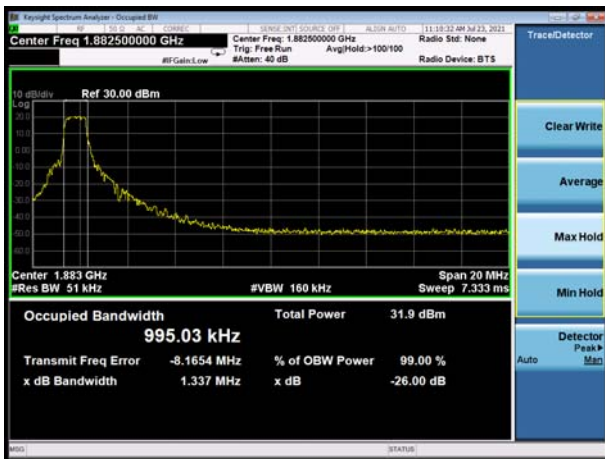 Keysight Spectrum Analyzer - Occupied BW
RF 50 Ω AC CORREC SENSE:INT SOURCE OFF ALIGN AUTO 11:10:32 AM Jul 23, 2021
Center Freq 1.882500000 GHz
Center Freq: 1.882500000 GHz
Radio Std: None
Trig: Free Run Avg|Hold:>100/100
#IFGain:Low
#Atten: 40 dB
Radio Device: BTS
10 dB/div Ref 30.00 dBm
Log
20.0
10.0
0.00
-10.0
-20.0
-30.0
-40.0
-50.0
-60.0
Center 1.883 GHz
Span 20 MHz
#Res BW 51 kHz
#VBW 160 kHz
Sweep 7.333 ms
Occupied Bandwidth
Total Power 31.9 dBm
995.03 kHz
Transmit Freq Error -8.1654 MHz
% of OBW Power 99.00 %
x dB Bandwidth 1.337 MHz
x dB -26.00 dB
MSG
STATUS
Trace/Detector
Clear Write
Average
Max Hold
Min Hold
Detector
Peak▶
Auto Man